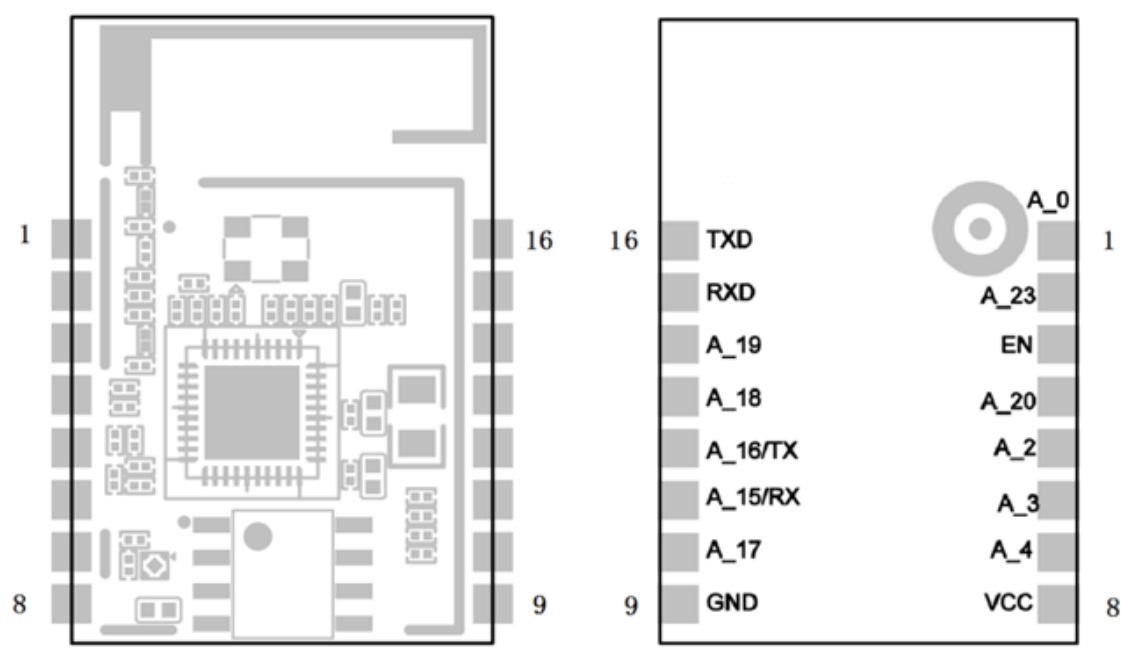 1
16
8
9
A_0
16
TXD
1
RXD
A_23
A_19
EN
A_18
A_20
A_16/TX
A_2
A_15/RX
A_3
A_17
A_4
9
GND
VCC
8